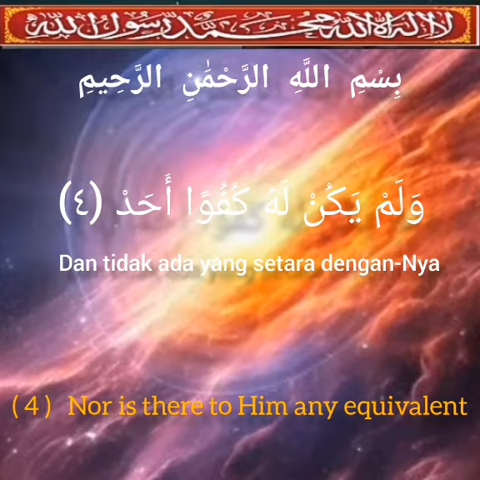 لا إله إلا الله محمد رسول الله
بِسْمِ اللَّهِ الرَّحْمَٰنِ الرَّحِيمِ
وَلَمْ يَكُنْ لَهُ كُفُوًا أَحَدْ (٤)
Dan tidak ada yang setara dengan-Nya
( 4 ) Nor is there to Him any equivalent